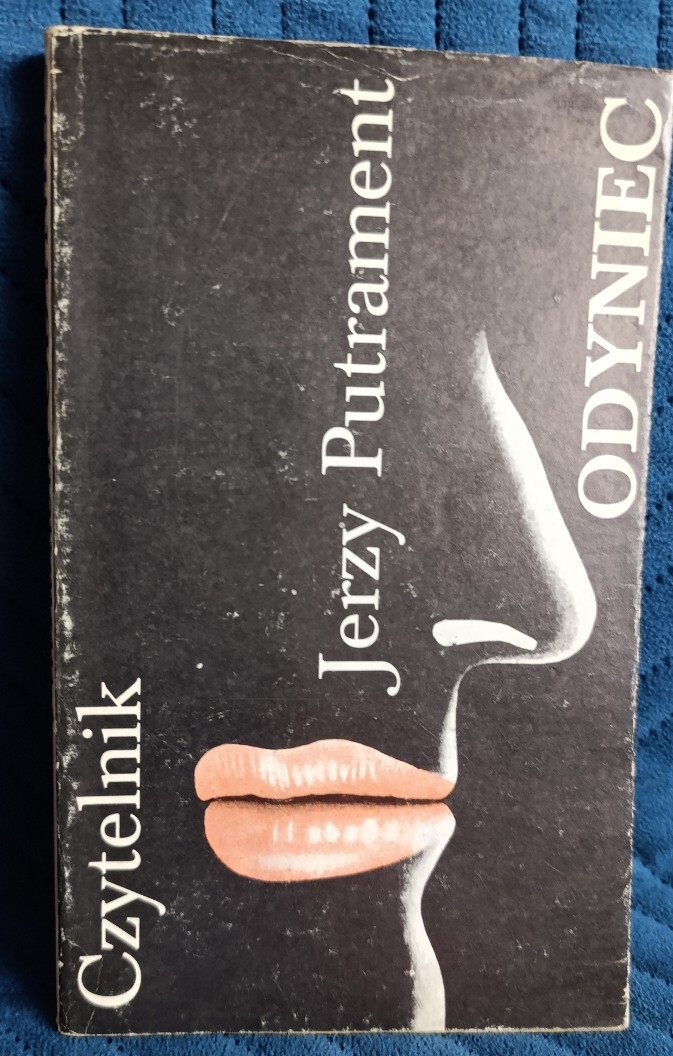 Czytelnik
Jerzy Putrament
ODYNIEC